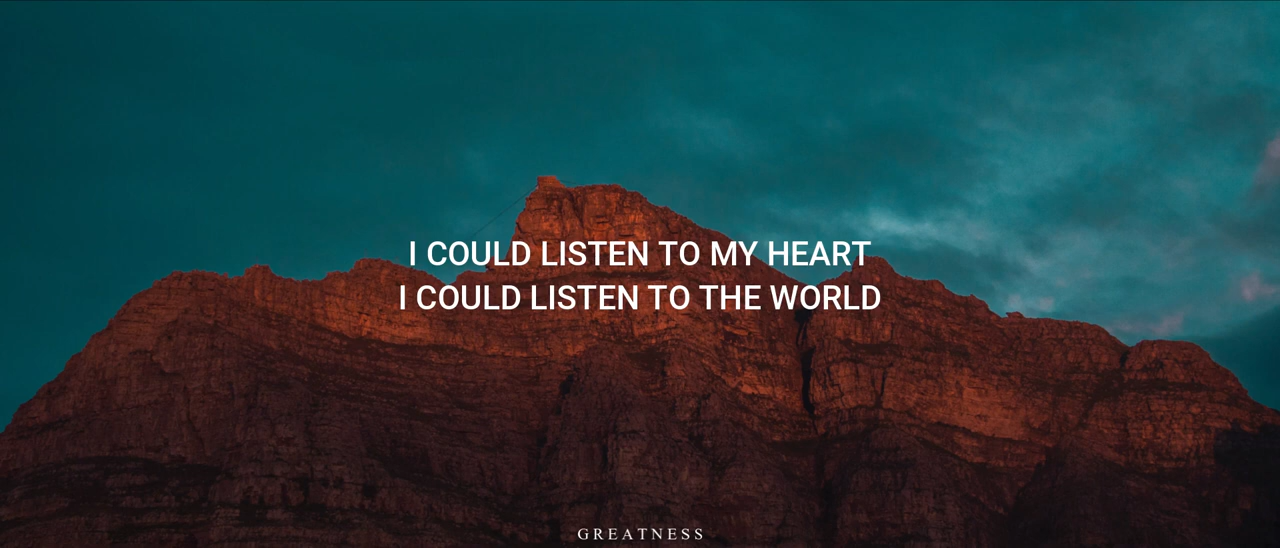 I COULD LISTEN TO MY HEART
I COULD LISTEN TO THE WORLD
GREATNESS